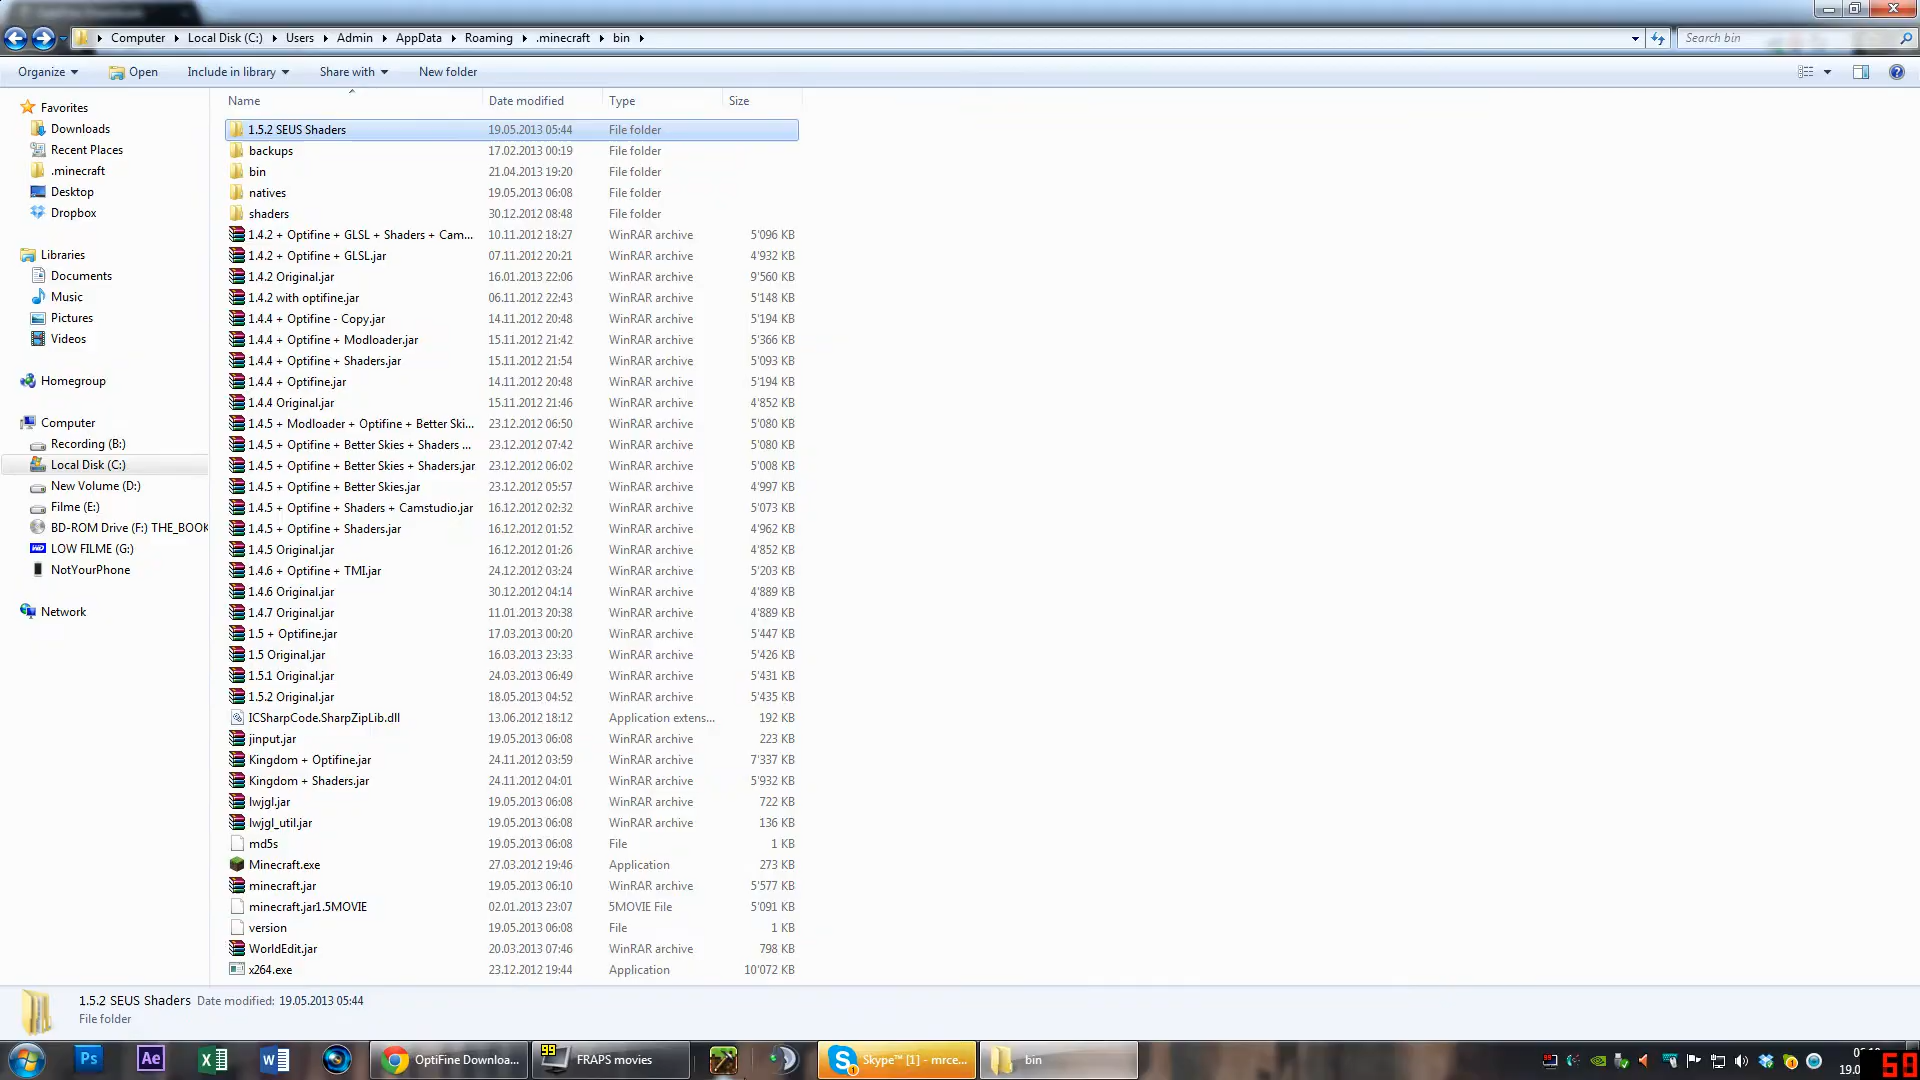 Computer Local Disk (C:) Users Admin AppData Roaming .minecraft bin Search bin
Organize Open Include in library Share with New folder
Name Date modified Type Size
Favorites
Downloads
Recent Places
.minecraft
Desktop
Dropbox
Libraries
Documents
Music
Pictures
Videos
Homegroup
Computer
Recording (B:)
Local Disk (C:)
New Volume (D:)
Filme (E:)
BD-ROM Drive (F:) THE_BOOK
LOW FILME (G:)
NotYourPhone
Network
1.5.2 SEUS Shaders 19.05.2013 05:44 File folder
backups 17.02.2013 00:19 File folder
bin 21.04.2013 19:20 File folder
natives 19.05.2013 06:08 File folder
shaders 30.12.2012 08:48 File folder
1.4.2 + Optifine + GLSL + Shaders + Cam... 10.11.2012 18:27 WinRAR archive 5'096 KB
1.4.2 + Optifine + GLSL.jar 07.11.2012 20:21 WinRAR archive 4'932 KB
1.4.2 Original.jar 16.01.2013 22:06 WinRAR archive 9'560 KB
1.4.2 with optifine.jar 06.11.2012 22:43 WinRAR archive 5'148 KB
1.4.4 + Optifine - Copy.jar 14.11.2012 20:48 WinRAR archive 5'194 KB
1.4.4 + Optifine + Modloader.jar 15.11.2012 21:42 WinRAR archive 5'366 KB
1.4.4 + Optifine + Shaders.jar 15.11.2012 21:54 WinRAR archive 5'093 KB
1.4.4 + Optifine.jar 14.11.2012 20:48 WinRAR archive 5'194 KB
1.4.4 Original.jar 15.11.2012 21:46 WinRAR archive 4'852 KB
1.4.5 + Modloader + Optifine + Better Ski... 23.12.2012 06:50 WinRAR archive 5'080 KB
1.4.5 + Optifine + Better Skies + Shaders ... 23.12.2012 07:42 WinRAR archive 5'080 KB
1.4.5 + Optifine + Better Skies + Shaders.jar 23.12.2012 06:02 WinRAR archive 5'008 KB
1.4.5 + Optifine + Better Skies.jar 23.12.2012 05:57 WinRAR archive 4'997 KB
1.4.5 + Optifine + Shaders + Camstudio.jar 16.12.2012 02:32 WinRAR archive 5'073 KB
1.4.5 + Optifine + Shaders.jar 16.12.2012 01:52 WinRAR archive 4'962 KB
1.4.5 Original.jar 16.12.2012 01:26 WinRAR archive 4'852 KB
1.4.6 + Optifine + TMI.jar 24.12.2012 03:24 WinRAR archive 5'203 KB
1.4.6 Original.jar 30.12.2012 04:14 WinRAR archive 4'889 KB
1.4.7 Original.jar 11.01.2013 20:38 WinRAR archive 4'889 KB
1.5 + Optifine.jar 17.03.2013 00:20 WinRAR archive 5'447 KB
1.5 Original.jar 16.03.2013 23:33 WinRAR archive 5'426 KB
1.5.1 Original.jar 24.03.2013 06:49 WinRAR archive 5'431 KB
1.5.2 Original.jar 18.05.2013 04:52 WinRAR archive 5'435 KB
ICSharpCode.SharpZipLib.dll 13.06.2012 18:12 Application extens... 192 KB
jinput.jar 19.05.2013 06:08 WinRAR archive 223 KB
Kingdom + Optifine.jar 24.11.2012 03:59 WinRAR archive 7'337 KB
Kingdom + Shaders.jar 24.11.2012 04:01 WinRAR archive 5'932 KB
lwjgl.jar 19.05.2013 06:08 WinRAR archive 722 KB
lwjgl_util.jar 19.05.2013 06:08 WinRAR archive 136 KB
md5s 19.05.2013 06:08 File 1 KB
Minecraft.exe 27.03.2012 19:46 Application 273 KB
minecraft.jar 19.05.2013 06:10 WinRAR archive 5'577 KB
minecraft.jar1.5MOVIE 02.01.2013 23:07 5MOVIE File 5'091 KB
version 19.05.2013 06:08 File 1 KB
WorldEdit.jar 20.03.2013 07:46 WinRAR archive 798 KB
x264.exe 23.12.2012 19:44 Application 10'072 KB
1.5.2 SEUS Shaders Date modified: 19.05.2013 05:44
File folder
Ps Ae OptiFine Downloa... 99 FRAPS movies Skype™ [1] - mrce... bin
19.0
59